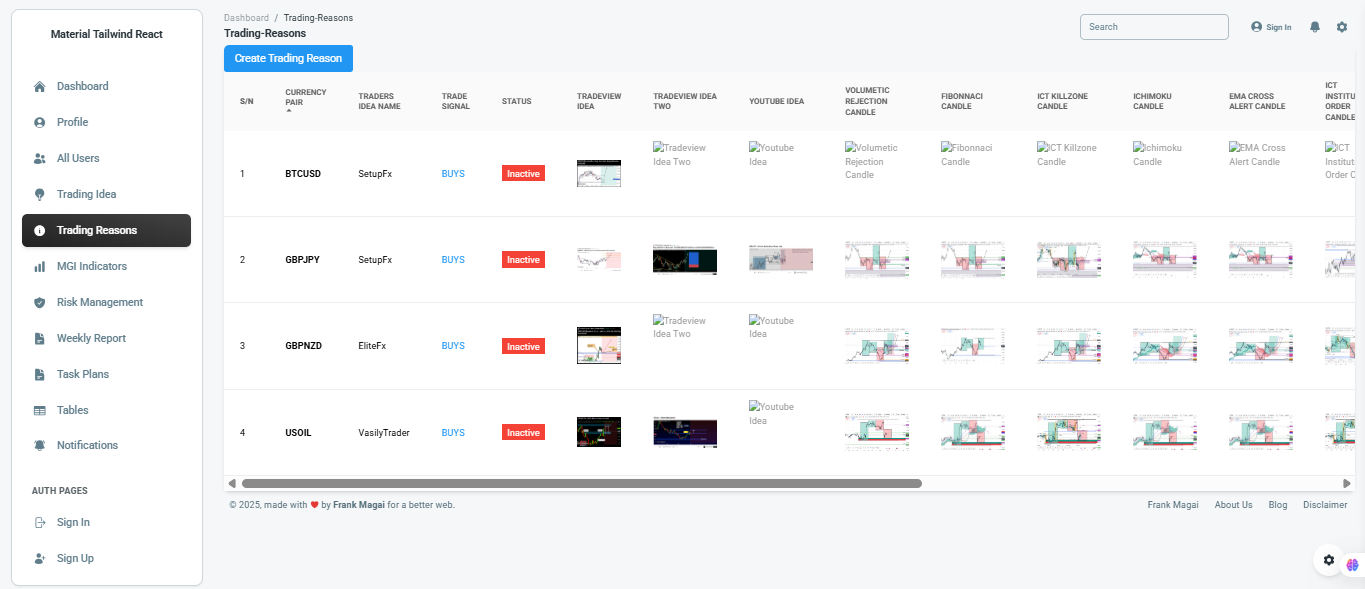 Material Tailwind React
Dashboard
Profile
All Users
Trading Idea
Trading Reasons
MGI Indicators
Risk Management
Weekly Report
Task Plans
Tables
Notifications
AUTH PAGES
Sign In
Sign Up
Dashboard / Trading-Reasons
Trading-Reasons
Search
Sign In
Create Trading Reason
S/N
CURRENCY
PAIR
TRADERS
IDEA NAME
TRADE
SIGNAL
STATUS
TRADEVIEW
IDEA
TRADEVIEW IDEA
TWO
YOUTUBE IDEA
VOLUMETIC
REJECTION
CANDLE
FIBONNACI
CANDLE
ICT KILLZONE
CANDLE
ICHIMOKU
CANDLE
EMA CROSS
ALERT CANDLE
ICT
INSTITU
ORDER
CANDLE
1 BTCUSD SetupFx BUYS Inactive
Tradeview
Idea Two
Youtube
Idea
Volumetic
Rejection
Candle
Fibonnaci
Candle
ICT Killzone
Candle
Ichimoku
Candle
EMA Cross
Alert Candle
ICT
Institut
Order C
2 GBPJPY SetupFx BUYS Inactive
3 GBPNZD EliteFx BUYS Inactive
Tradeview
Idea Two
Youtube
Idea
4 USOIL VasilyTrader BUYS Inactive
Youtube
Idea
© 2025, made with ❤ by Frank Magai for a better web.
Frank Magai About Us Blog Disclaimer